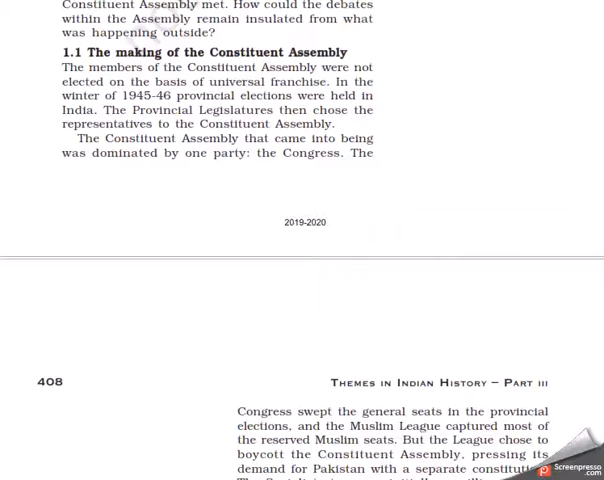 Constituent Assembly met. How could the debates
within the Assembly remain insulated from what
was happening outside?
1.1 The making of the Constituent Assembly
The members of the Constituent Assembly were not
elected on the basis of universal franchise. In the
winter of 1945-46 provincial elections were held in
India. The Provincial Legislatures then chose the
representatives to the Constituent Assembly.
The Constituent Assembly that came into being
was dominated by one party: the Congress. The
2019-2020
408
THEMES IN INDIAN HISTORY – PART III
Congress swept the general seats in the provincial
elections, and the Muslim League captured most of
the reserved Muslim seats. But the League chose to
boycott the Constituent Assembly, pressing its
demand for Pakistan with a separate
Screenpresso.com